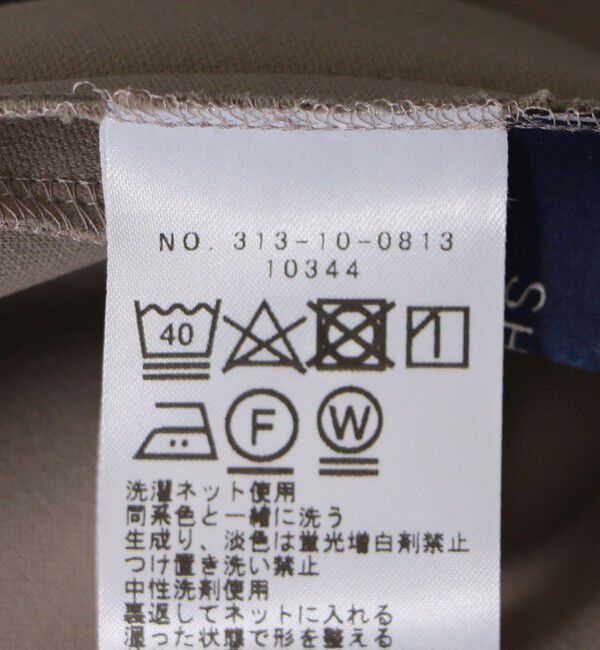 NO. 313-10-0813
10344
40
F
W
洗濯ネット使用
同系色と一緒に洗う
生成り、淡色は蛍光増白剤禁止
つけ置き洗い禁止
中性洗剤使用
裏返してネットに入れる
湿った状態で形を整える
SH